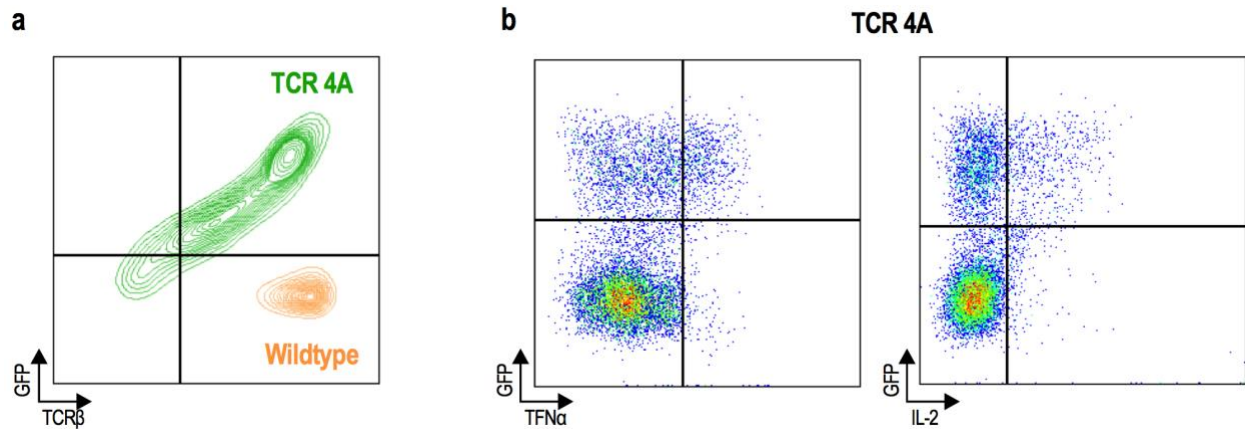 a
TCR 4A
Wildtype
GFP
TCRβ
b
TCR 4A
GFP
TFNα
GFP
IL-2